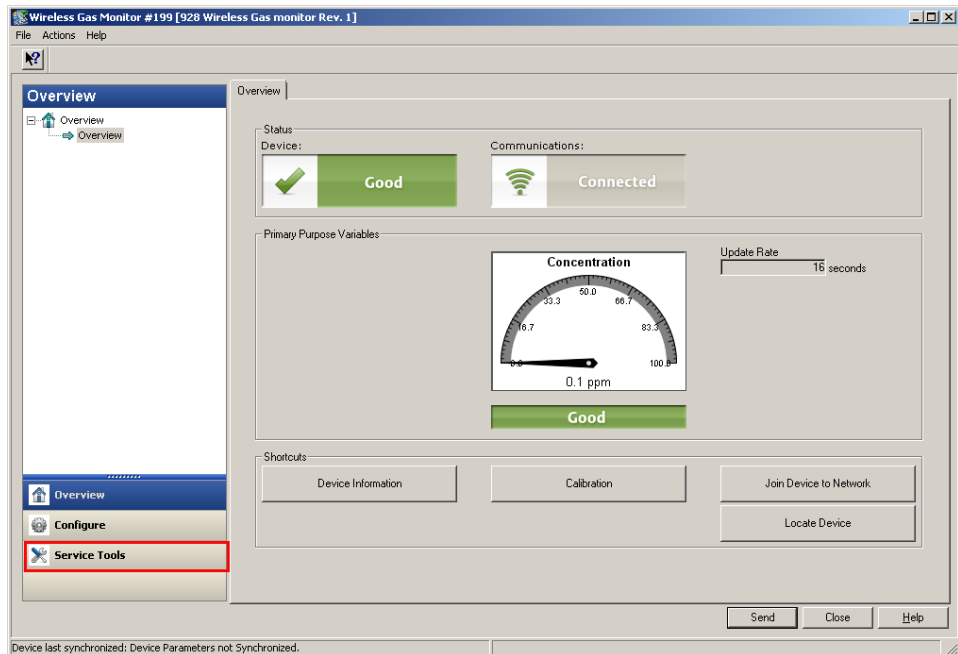 Wireless Gas Monitor #199 [928 Wireless Gas monitor Rev. 1]
File Actions Help
Overview
Overview
Overview
Overview
Status
Device:
Good
Communications:
Connected
Primary Purpose Variables
Concentration
0.0
16.7
33.3
50.0
66.7
83.3
100.0
0.1 ppm
Good
Update Rate
16 seconds
Shortcuts
Device Information
Calibration
Join Device to Network
Locate Device
Overview
Configure
Service Tools
Send
Close
Help
Device last synchronized: Device Parameters not Synchronized.